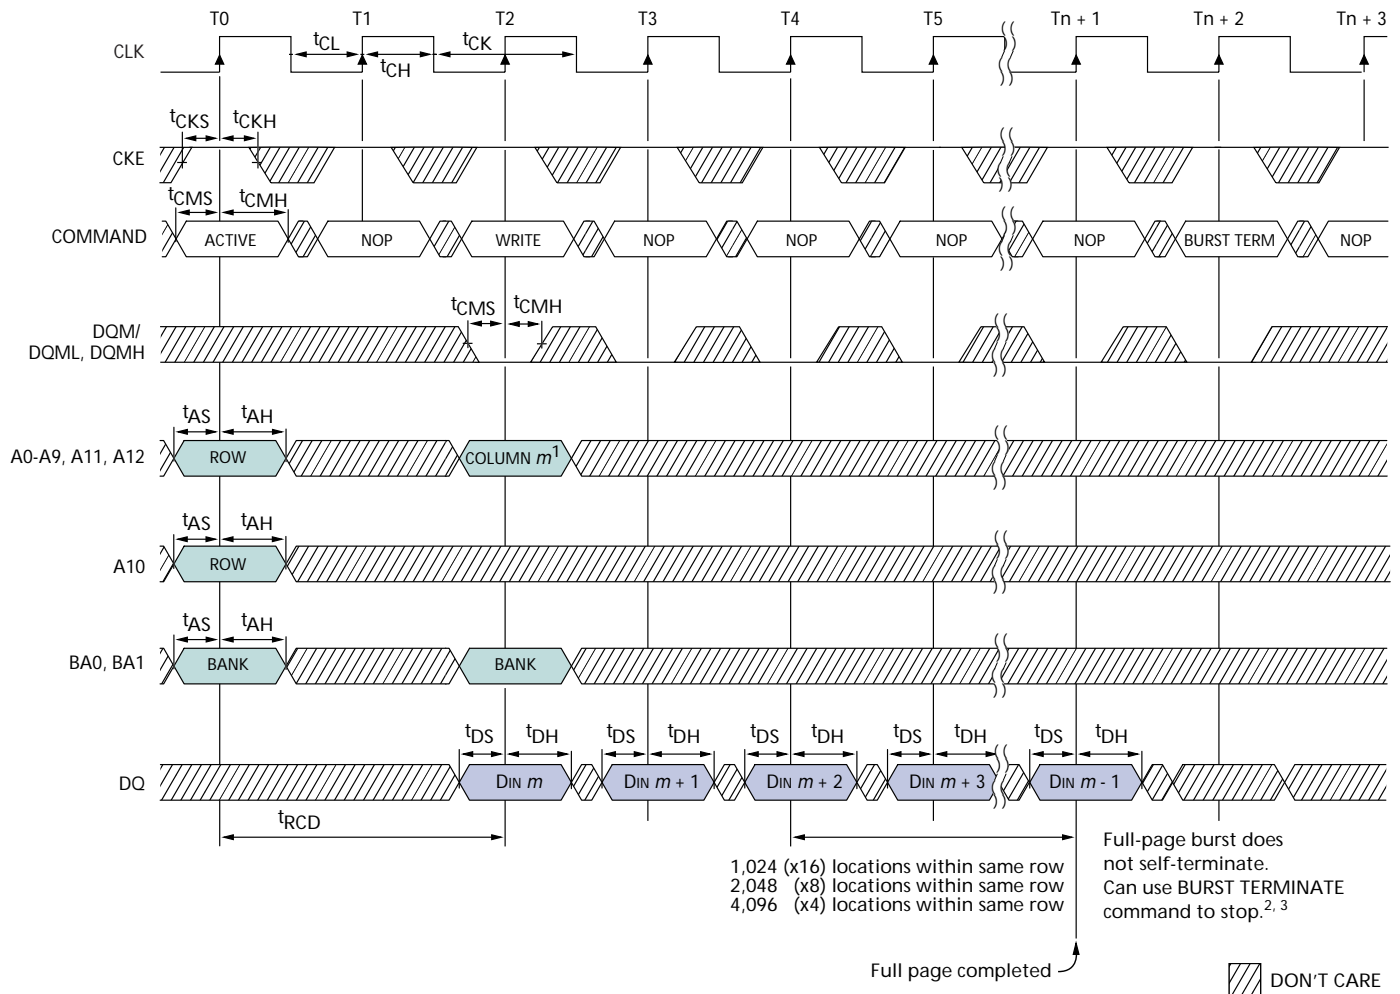 T0 T1 T2 T3 T4 T5 Tn + 1 Tn + 2 Tn + 3
CLK
tCL tCK
tCH
tCKS tCKH
CKE
tCMS tCMH
COMMAND ACTIVE NOP WRITE NOP NOP NOP NOP BURST TERM NOP
tCMS tCMH
DQM/
DQML, DQMH
tAS tAH
A0-A9, A11, A12 ROW COLUMN m1
tAS tAH
A10 ROW
tAS tAH
BA0, BA1 BANK BANK
tDS tDH tDS tDH tDS tDH tDS tDH tDS tDH
DQ DIN m DIN m + 1 DIN m + 2 DIN m + 3 DIN m - 1
tRCD
1,024 (x16) locations within same row
2,048 (x8) locations within same row
4,096 (x4) locations within same row
Full-page burst does
not self-terminate.
Can use BURST TERMINATE
command to stop.2, 3
Full page completed
DON'T CARE